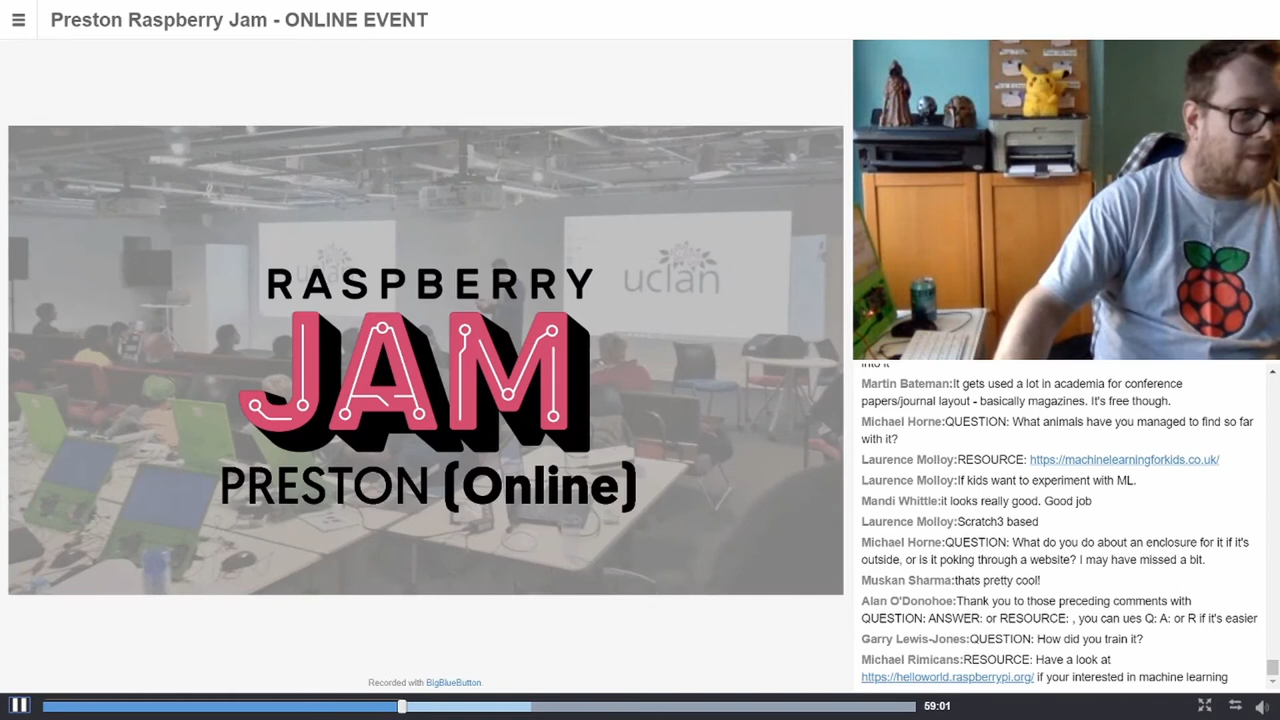 Preston Raspberry Jam - ONLINE EVENT
uclan
uclan
RASPBERRY
JAM
PRESTON (Online)
into it
Martin Bateman:It gets used a lot in academia for conference
papers/journal layout - basically magazines. It's free though.
Michael Horne:QUESTION: What animals have you managed to find so far
with it?
Laurence Molloy:RESOURCE: https://machinelearningforkids.co.uk/
Laurence Molloy:If kids want to experiment with ML.
Mandi Whittle:it looks really good. Good job
Laurence Molloy:Scratch3 based
Michael Horne:QUESTION: What do you do about an enclosure for it if it's
outside, or is it poking through a website? I may have missed a bit.
Muskan Sharma:thats pretty cool!
Alan O'Donohoe:Thank you to those preceding comments with
QUESTION: ANSWER: or RESOURCE: , you can ues Q: A: or R if it's easier
Garry Lewis-Jones:QUESTION: How did you train it?
Michael Rimicans:RESOURCE: Have a look at
https://helloworld.raspberrypi.org/ if your interested in machine learning
Recorded with BigBlueButton.
59:01